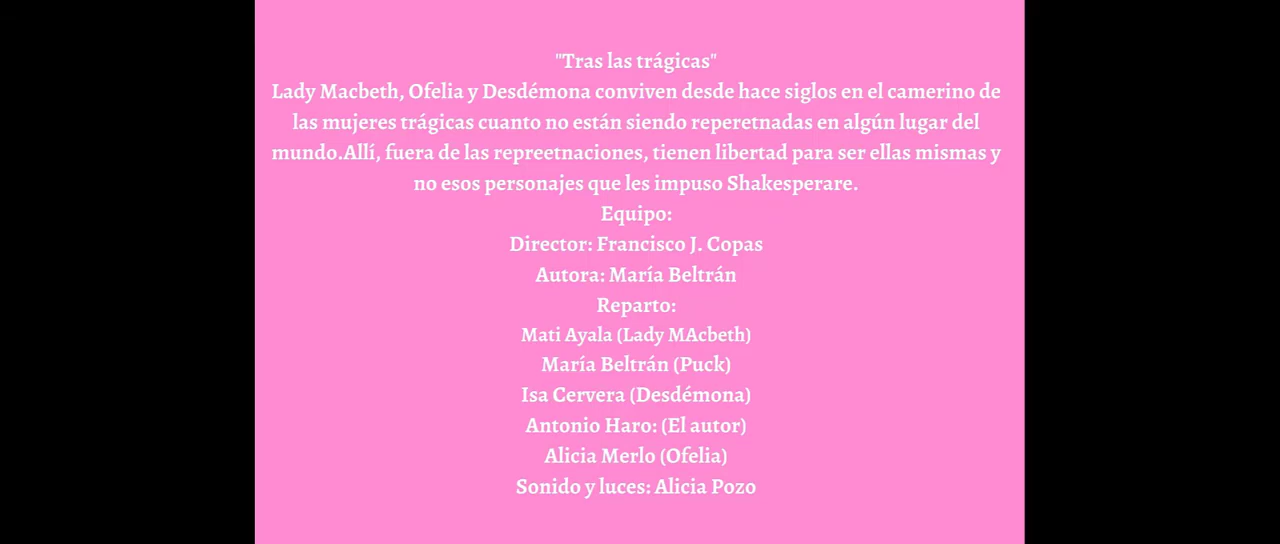 "Tras las trágicas"
Lady Macbeth, Ofelia y Desdémona conviven desde hace siglos en el camerino de
las mujeres trágicas cuanto no están siendo reperetnadas en algún lugar del
mundo.Allí, fuera de las repreetnaciones, tienen libertad para ser ellas mismas y
no esos personajes que les impuso Shakesperare.
Equipo:
Director: Francisco J. Copas
Autora: María Beltrán
Reparto:
Mati Ayala (Lady MAcbeth)
María Beltrán (Puck)
Isa Cervera (Desdémona)
Antonio Haro: (El autor)
Alicia Merlo (Ofelia)
Sonido y luces: Alicia Pozo